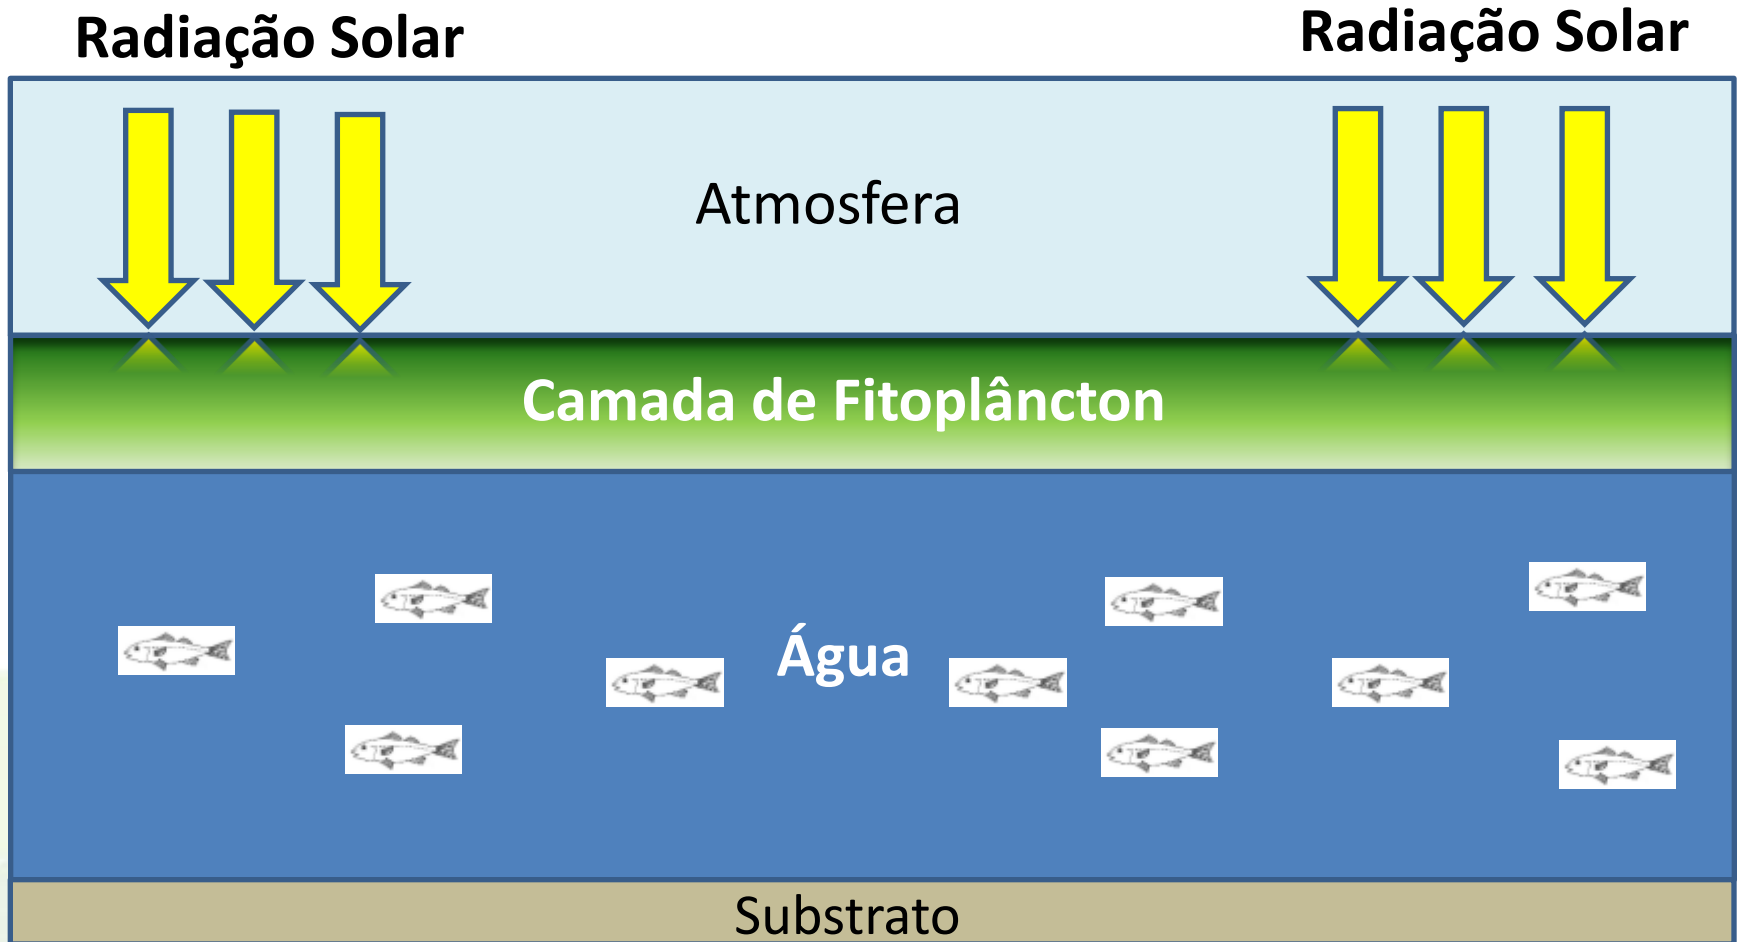 Radiação Solar
Radiação Solar
Atmosfera
Camada de Fitoplâncton
Água
Substrato